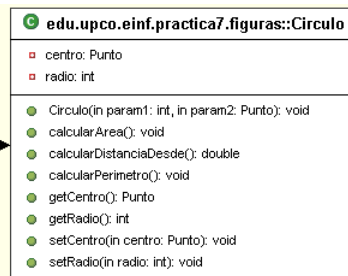 C edu.upco.einf.practica7.figuras::Circulo
centro: Punto
radio: int
Circulo(in param1: int, in param2: Punto): void
calcularArea(): void
calcularDistanciaDesde(): double
calcularPerimetro(): void
getCentro(): Punto
getRadio(): int
setCentro(in centro: Punto): void
setRadio(in radio: int): void